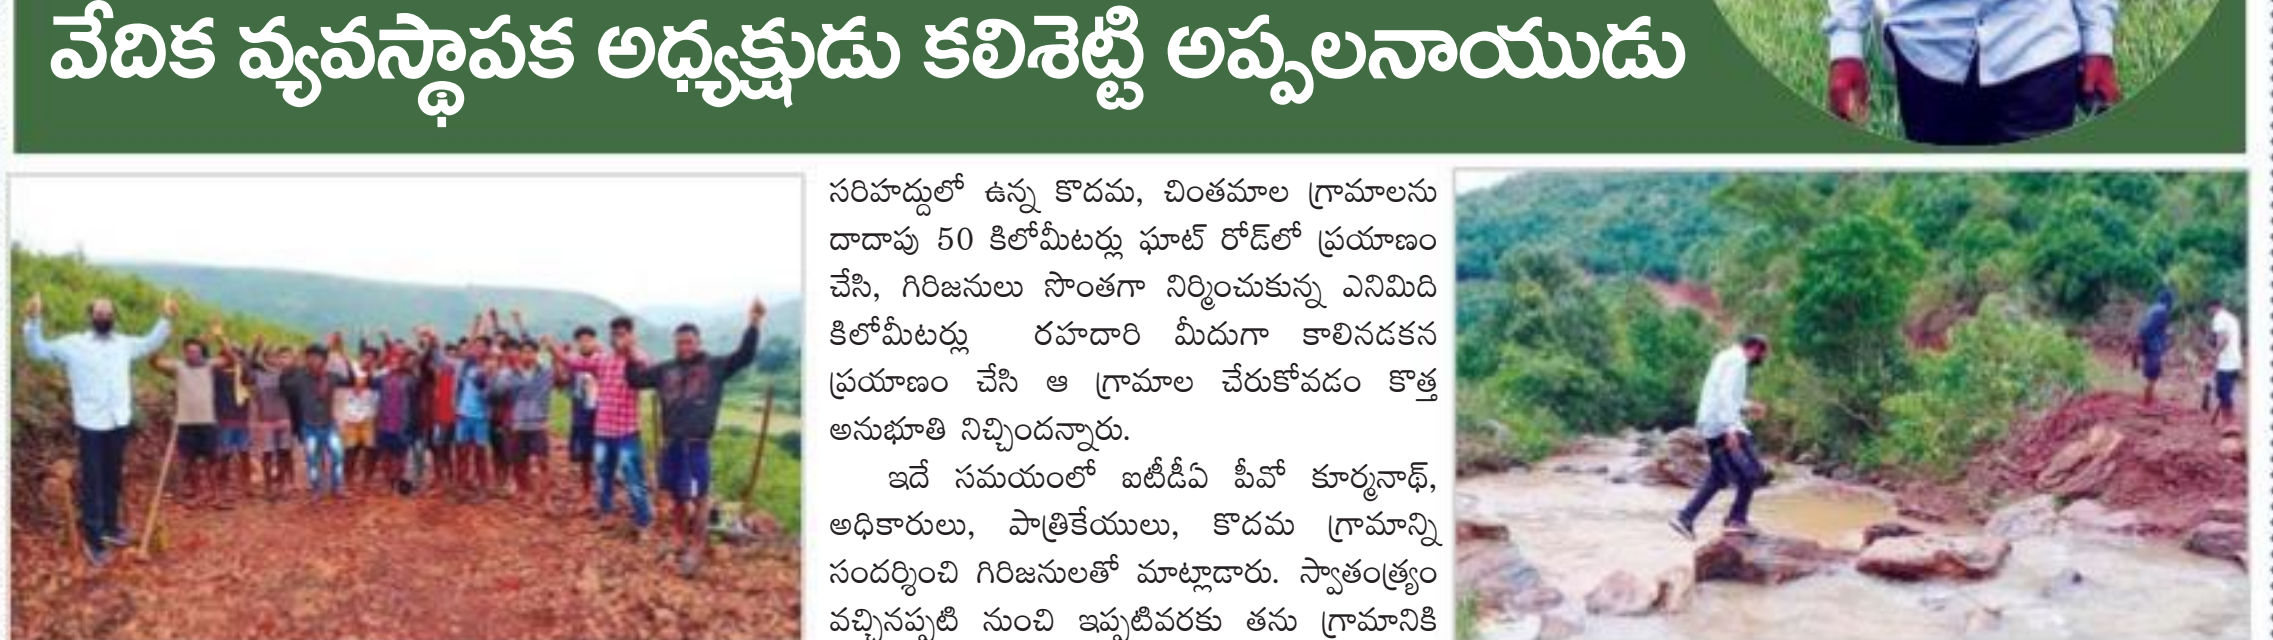 వేదిక వ్యవస్థాపక అధ్యక్షుడు కలిశెట్టి అప్పలనాయుడు
సరిహద్దులో ఉన్న కొదమ, చింతమాల గ్రామాలను
దాదాపు 50 కిలోమీటర్లు ఘాట్ రోడ్‌లో ప్రయాణం
చేసి, గిరిజనులు సొంతగా నిర్మించుకున్న ఎనిమిది
కిలోమీటర్లు రహదారి మీదుగా కాలినడకన
ప్రయాణం చేసి ఆ గ్రామాల చేరుకోవడం కొత్త
అనుభూతి నిచ్చిందన్నారు.
ఇదే సమయంలో ఐటీడీఏ పీవో కూర్మనాథ్,
అధికారులు, పాత్రికేయులు, కొదమ గ్రామాన్ని
సందర్శించి గిరిజనులతో మాట్లాడారు. స్వాతంత్ర్యం
వచ్చినప్పటి నుంచి ఇప్పటివరకు తను గ్రామానికి